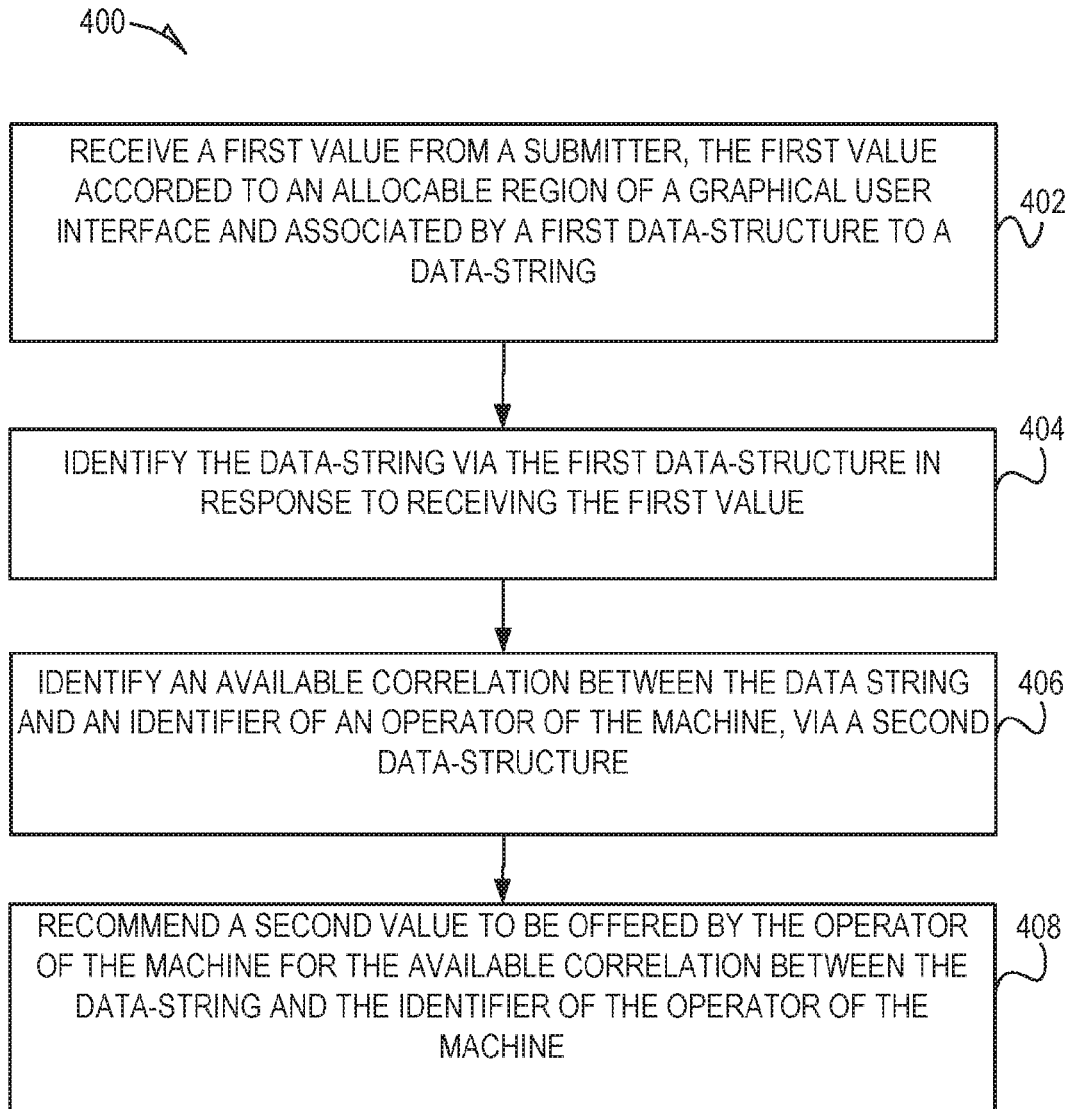 400
RECEIVE A FIRST VALUE FROM A SUBMITTER, THE FIRST VALUE
ACCORDED TO AN ALLOCABLE REGION OF A GRAPHICAL USER
INTERFACE AND ASSOCIATED BY A FIRST DATA-STRUCTURE TO A
DATA-STRING
402
IDENTIFY THE DATA-STRING VIA THE FIRST DATA-STRUCTURE IN
RESPONSE TO RECEIVING THE FIRST VALUE
404
IDENTIFY AN AVAILABLE CORRELATION BETWEEN THE DATA STRING
AND AN IDENTIFIER OF AN OPERATOR OF THE MACHINE, VIA A SECOND
DATA-STRUCTURE
406
RECOMMEND A SECOND VALUE TO BE OFFERED BY THE OPERATOR
OF THE MACHINE FOR THE AVAILABLE CORRELATION BETWEEN THE
DATA-STRING AND THE IDENTIFIER OF THE OPERATOR OF THE
MACHINE
408